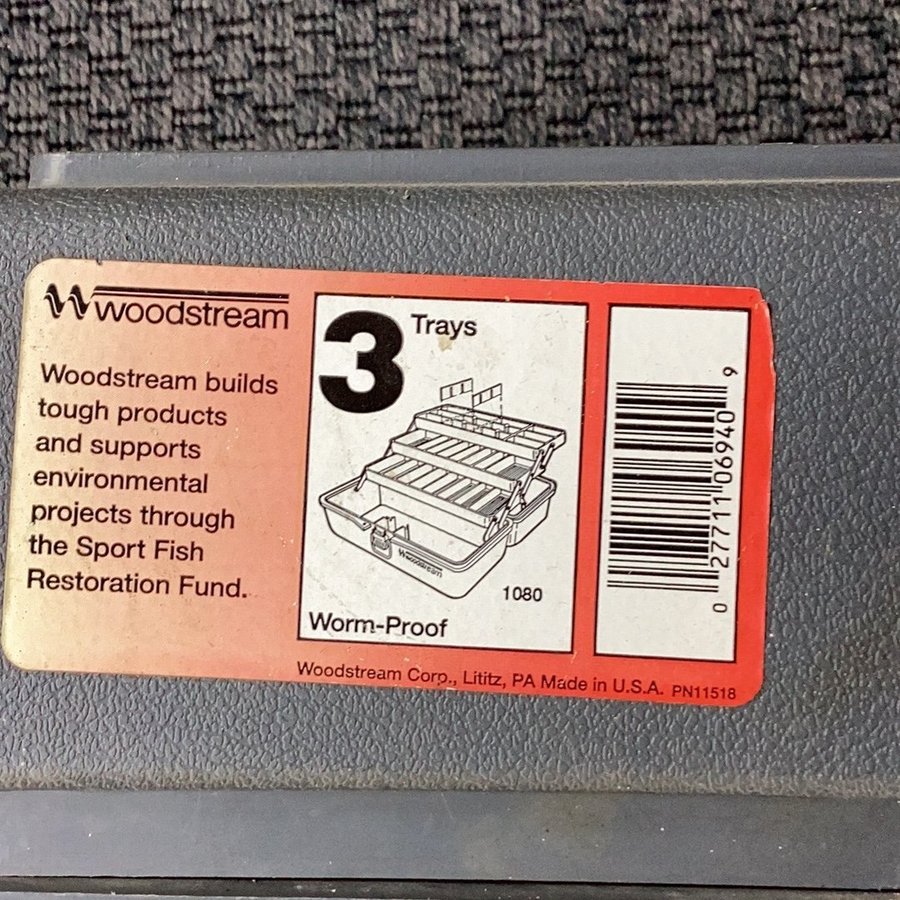 woodstream
Woodstream builds
tough products
and supports
environmental
projects through
the Sport Fish
Restoration Fund.
3 Trays
Woodstream
1080
Worm-Proof
0 27711 06940 9
Woodstream Corp., Lititz, PA Made in U.S.A. PN11518